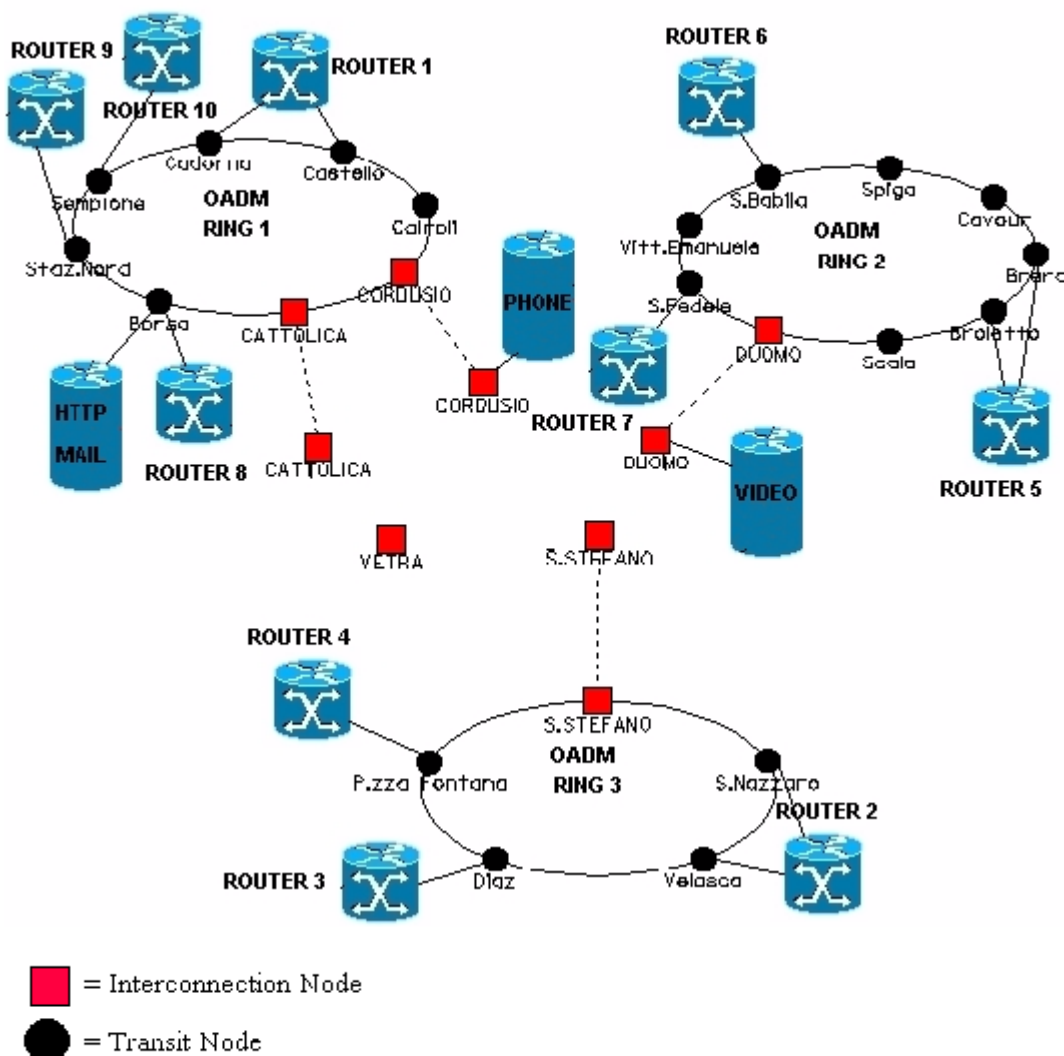 ROUTER 9
ROUTER 10
ROUTER 1
ROUTER 6
Cadorna
Castello
Sempione
OADM
RING 1
Cairoli
Staz.Nord
CORDUSIO
Borsa
CATTOLICA
PHONE
S.Babila
Spiga
Cavour
Vitt.Emanuele
OADM
RING 2
Brera
S.Fedele
Broletto
DUOMO
Scala
HTTP
MAIL
ROUTER 8
CORDUSIO
CATTOLICA
ROUTER 7
DUOMO
VIDEO
ROUTER 5
VETRA
S.STEFANO
ROUTER 4
S.STEFANO
OADM
RING 3
P.zza Fontana
S.Nazzaro
ROUTER 2
ROUTER 3
Diaz
Velasca
= Interconnection Node
= Transit Node